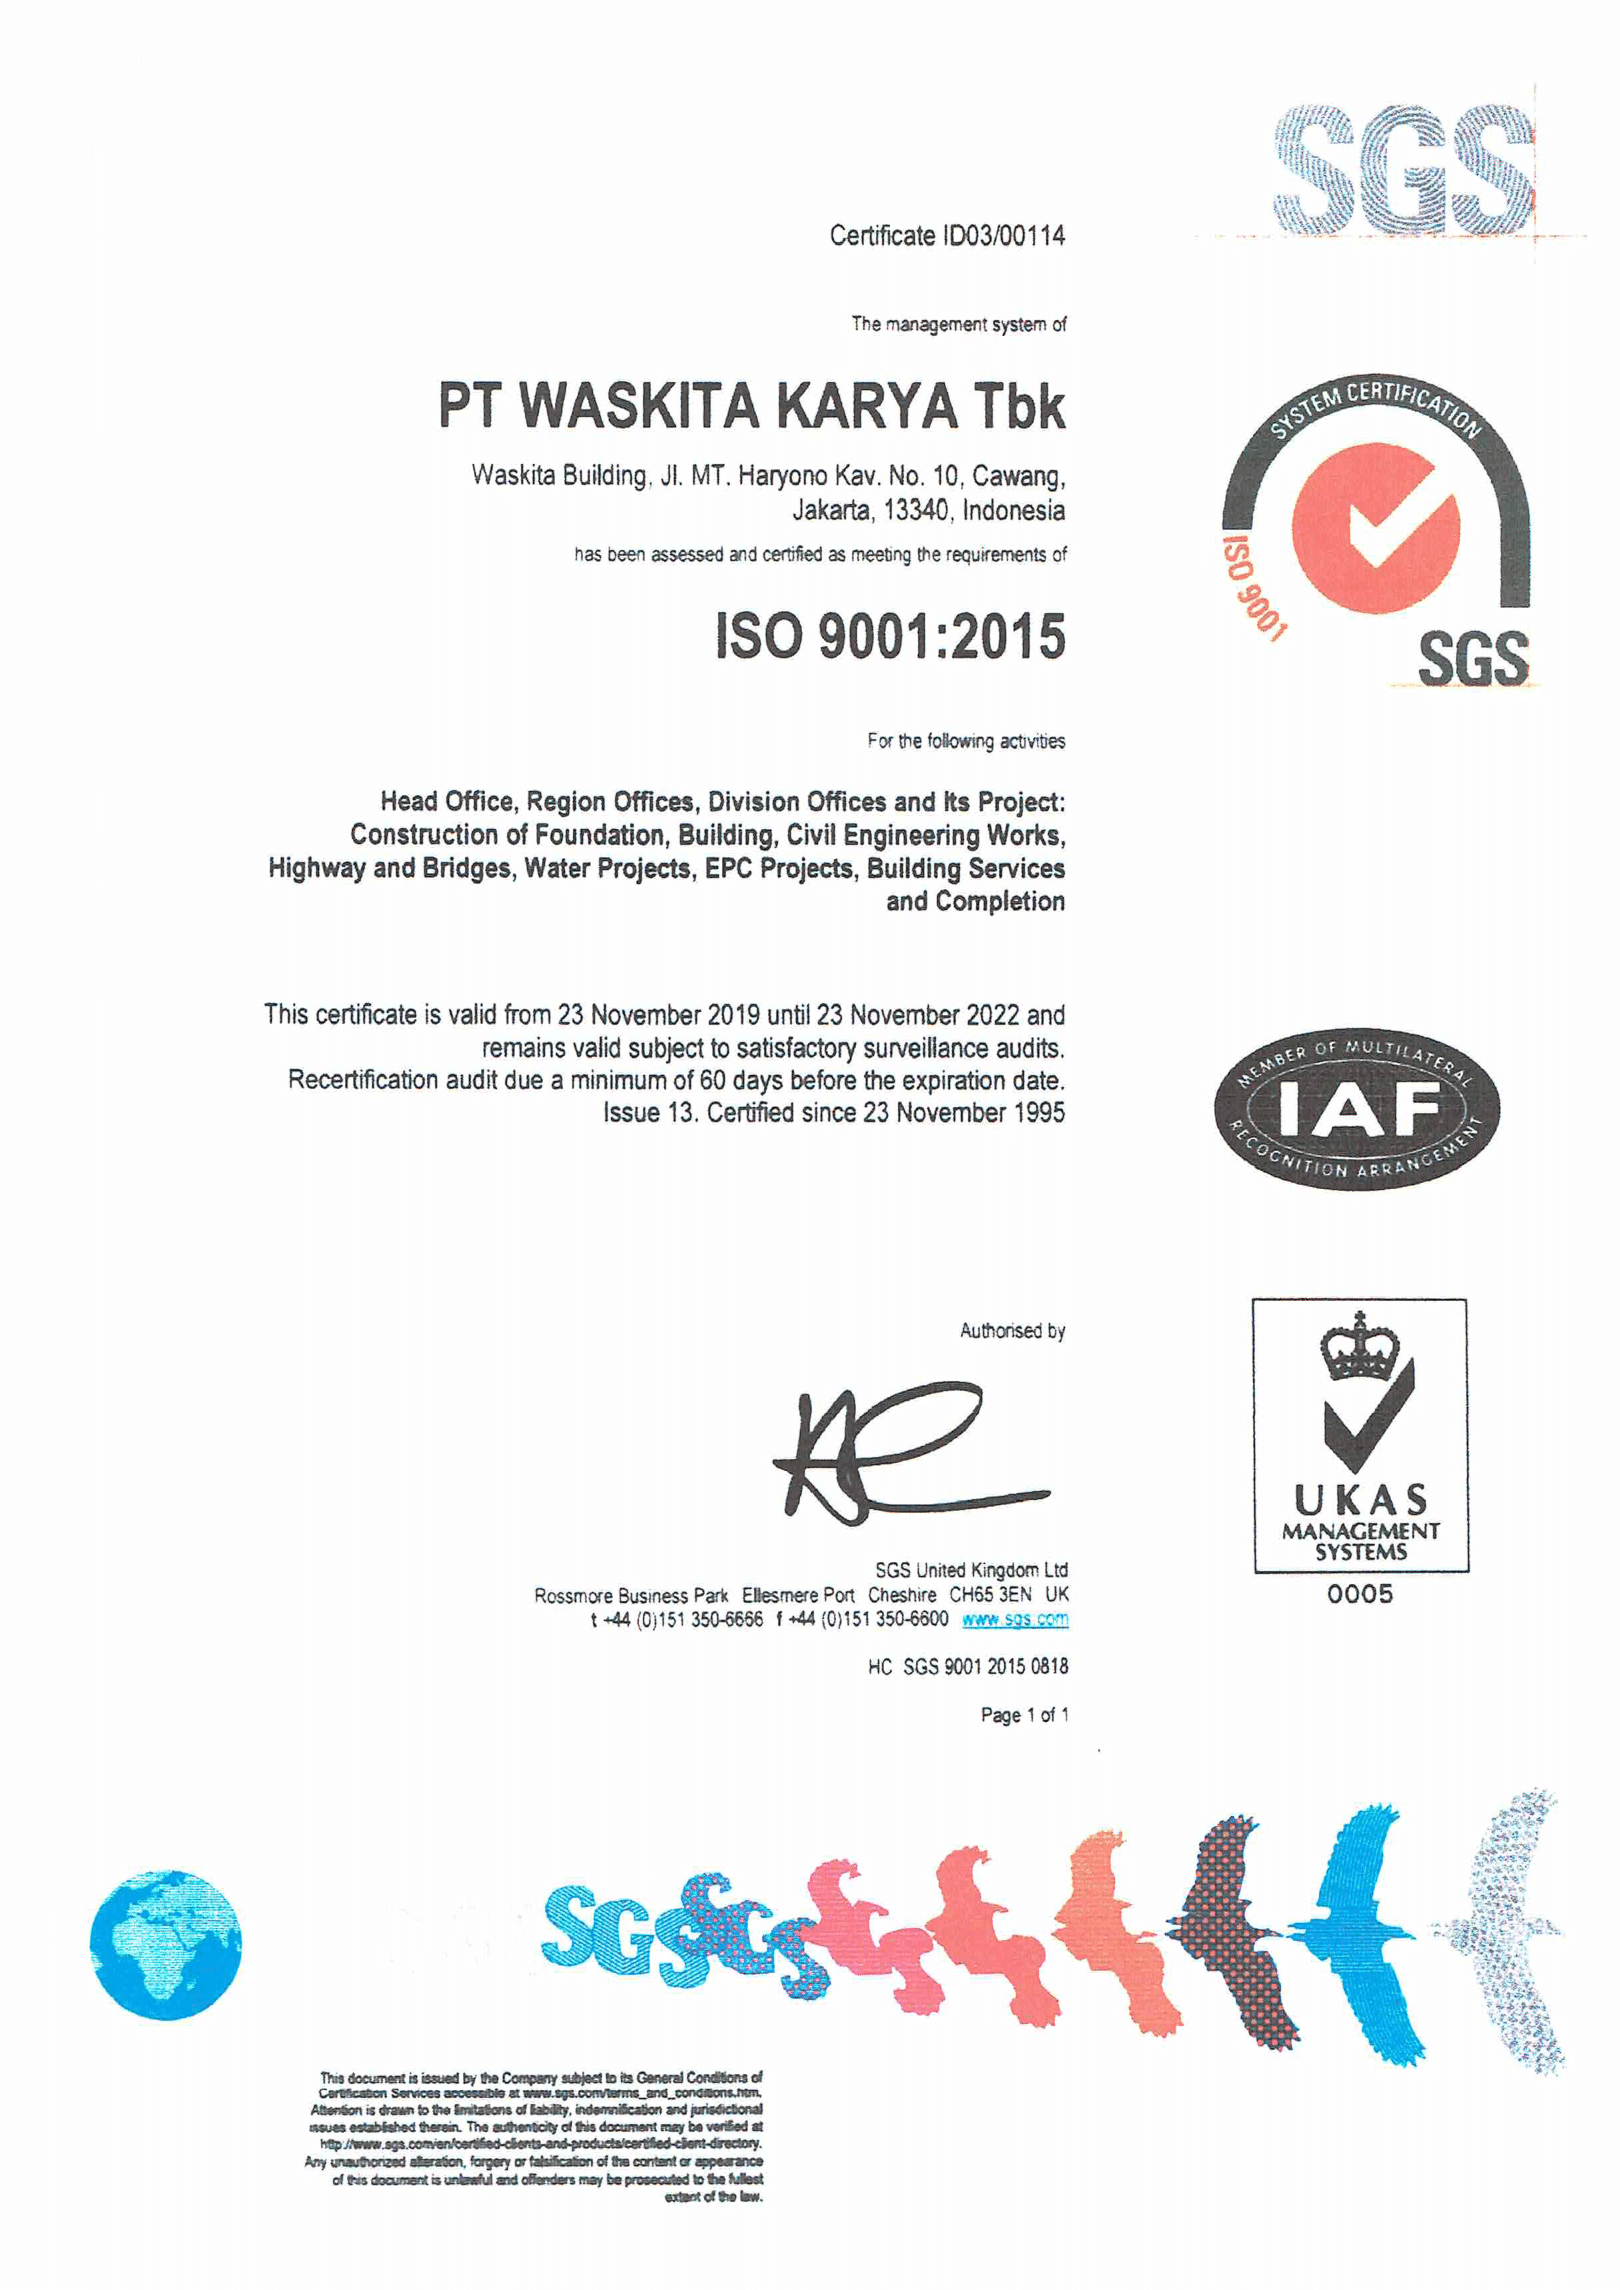 SGS
Certificate ID03/00114
The management system of
PT WASKITA KARYA Tbk
Waskita Building, Jl. MT. Haryono Kav. No. 10, Cawang,
Jakarta, 13340, Indonesia
has been assessed and certified as meeting the requirements of
ISO 9001:2015
SYSTEM CERTIFICATION
ISO 9001
SGS
For the following activities
Head Office, Region Offices, Division Offices and Its Project:
Construction of Foundation, Building, Civil Engineering Works,
Highway and Bridges, Water Projects, EPC Projects, Building Services
and Completion
This certificate is valid from 23 November 2019 until 23 November 2022 and
remains valid subject to satisfactory surveillance audits.
Recertification audit due a minimum of 60 days before the expiration date.
Issue 13. Certified since 23 November 1995
MEMBER OF MULTILATERAL
IAF
RECOGNITION ARRANGEMENT
Authorised by
UKAS
MANAGEMENT
SYSTEMS
0005
SGS United Kingdom Ltd
Rossmore Business Park Ellesmere Port Cheshire CH65 3EN UK
t +44 (0)151 350-6666 f +44 (0)151 350-6600 www.sgs.com
HC SGS 9001 2015 0818
Page 1 of 1
SGS
This document is issued by the Company subject to its General Conditions of
Certification Services accessible at www.sgs.com/terms_and_conditions.htm.
Attention is drawn to the limitations of liability, indemnification and jurisdictional
issues established therein. The authenticity of this document may be verified at
http://www.sgs.com/en/certified-clients-and-products/certified-client-directory.
Any unauthorized alteration, forgery or falsification of the content or appearance
of this document is unlawful and offenders may be prosecuted to the fullest
extent of the law.